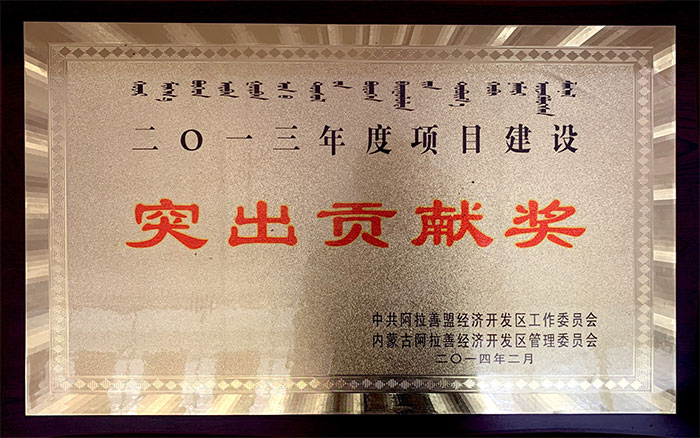 二〇一三年度项目建设
突出贡献奖
中共阿拉善盟经济开发区工作委员会
内蒙古阿拉善经济开发区管理委员会
二〇一四年二月